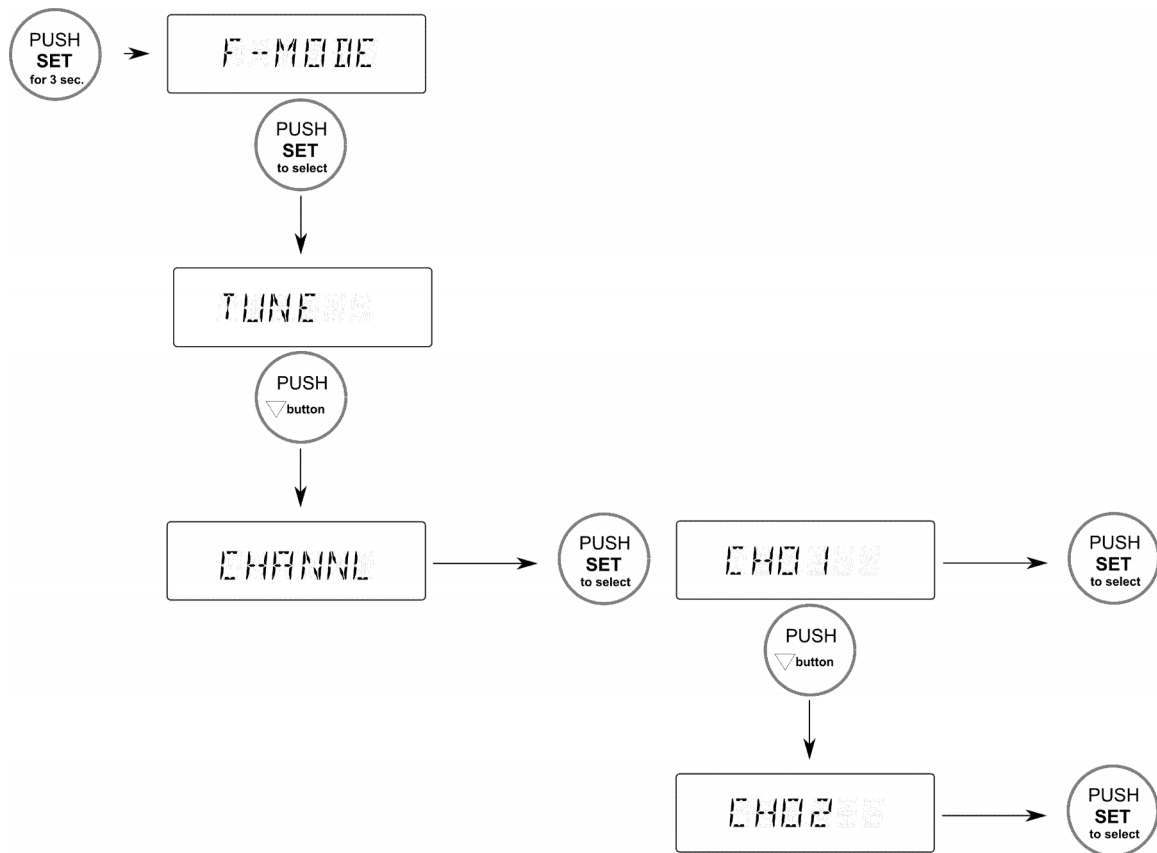 PUSH
SET
for 3 sec.
F--MODE
PUSH
SET
to select
TUNE
PUSH
button
CHANNL
PUSH
SET
to select
CH01
PUSH
SET
to select
PUSH
button
CH02
PUSH
SET
to select